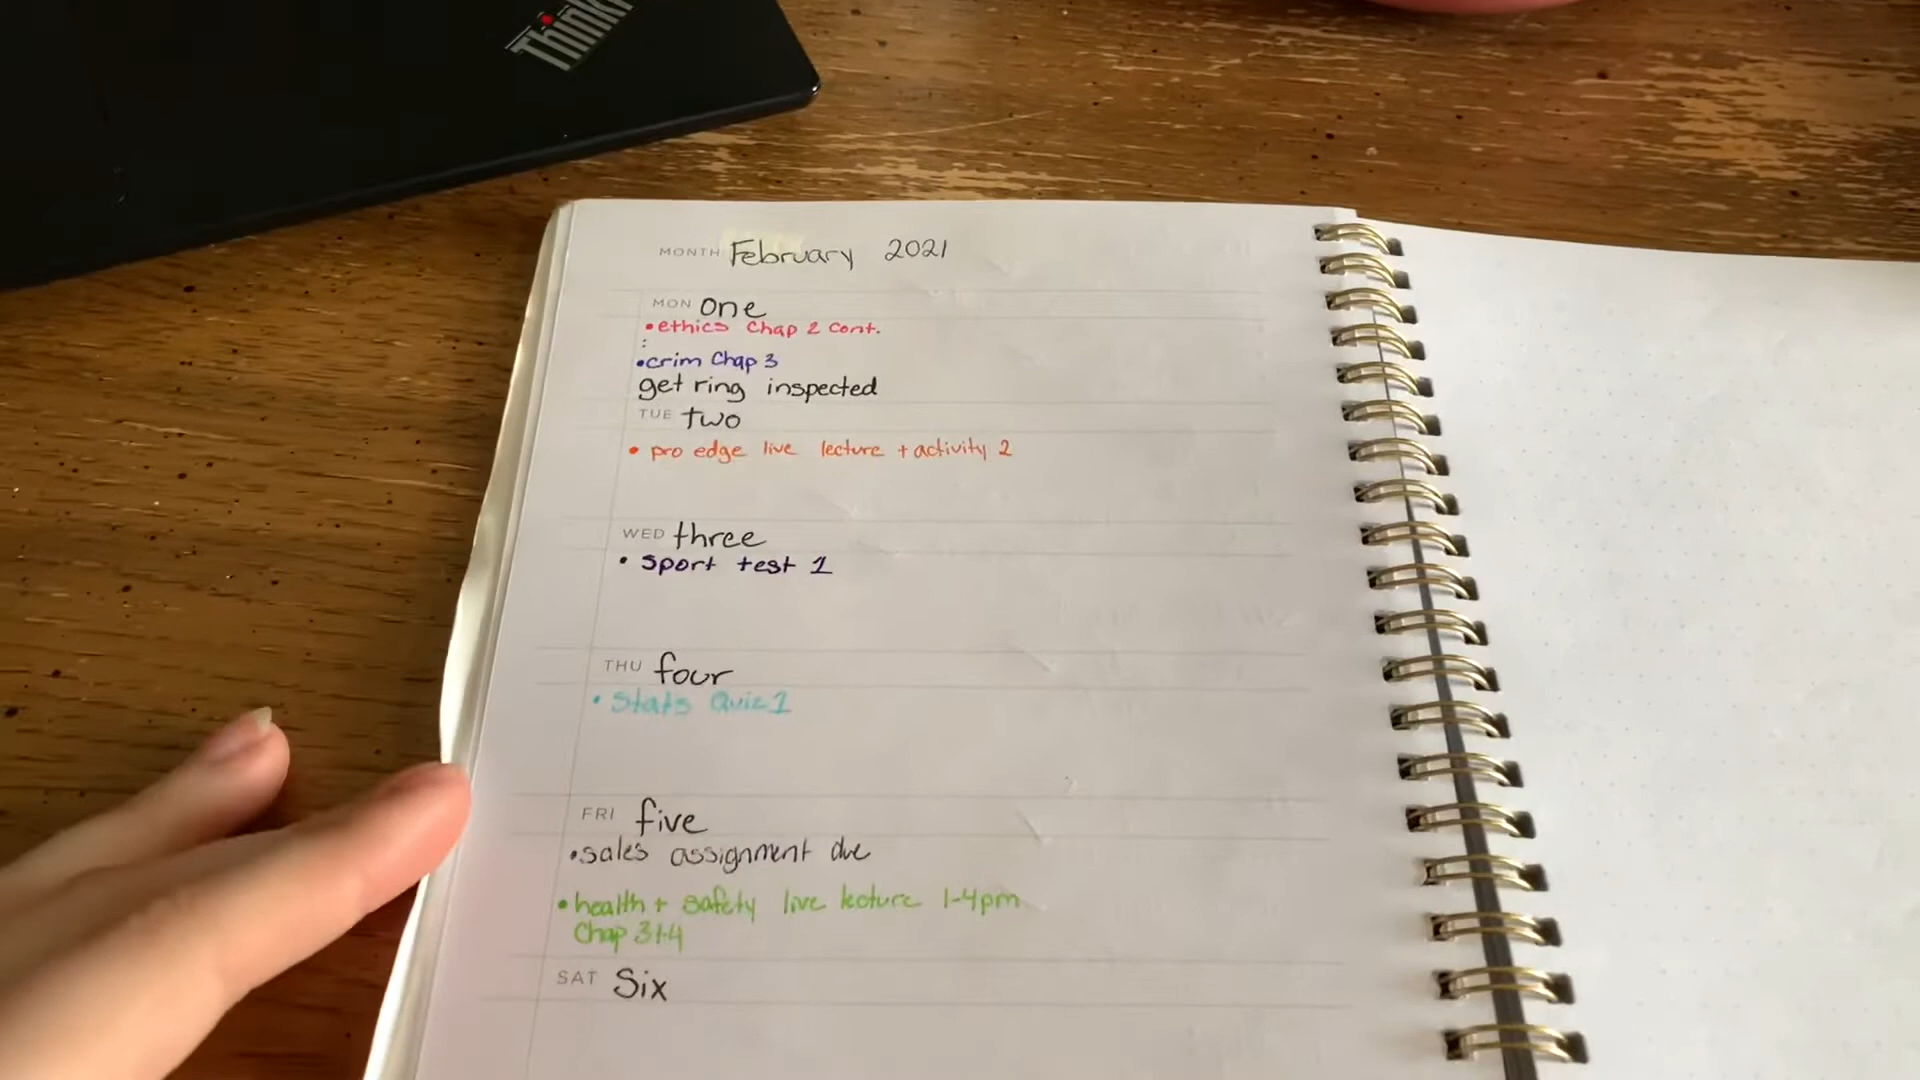 Think
MONTH February 2021
MON one
•ethics Chap 2 cont.
:
•crim Chap 3
get ring inspected
TUE two
• pro edge live lecture + activity 2
WED three
• Sport test 1
THU four
• Stats Quiz 1
FRI five
•sales assignment due
•health + safety live lecture 1-4pm
Chap 3+4
SAT Six